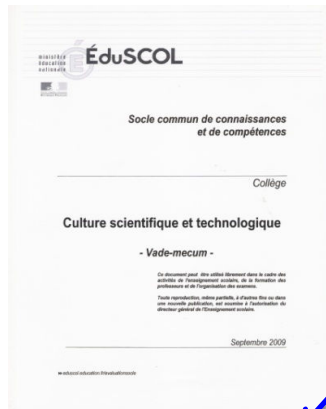 ministère
éducation
nationale
ÉduSCOL
Socle commun de connaissances
et de compétences
Collège
Culture scientifique et technologique
- Vade-mecum -
Ce document peut être utilisé librement dans le cadre des
activités de l'enseignement scolaire, de la formation des
professeurs et de l'organisation des examens.
Toute reproduction, même partielle, à d'autres fins ou dans
une nouvelle publication, est soumise à l'autorisation du
directeur général de l'Enseignement scolaire.
Septembre 2009